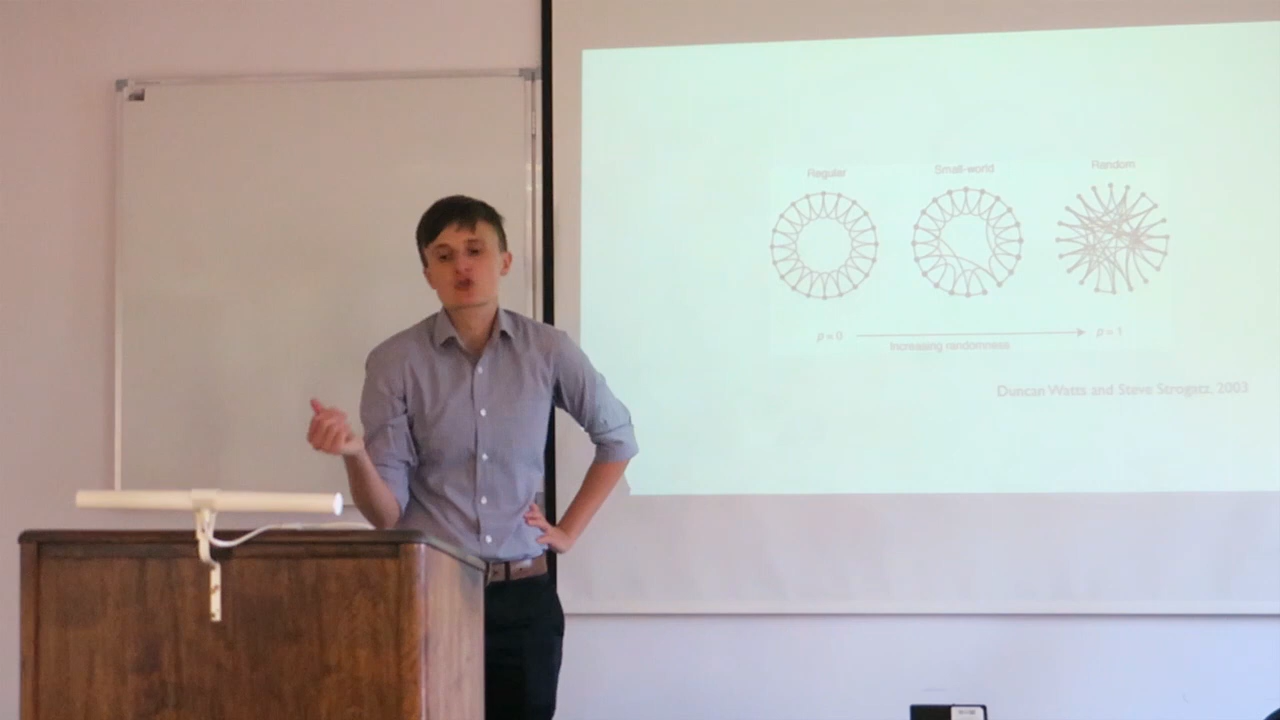 Regular
Small-world
Random
p = 0
p = 1
Increasing randomness
Duncan Watts and Steve Strogatz, 2003